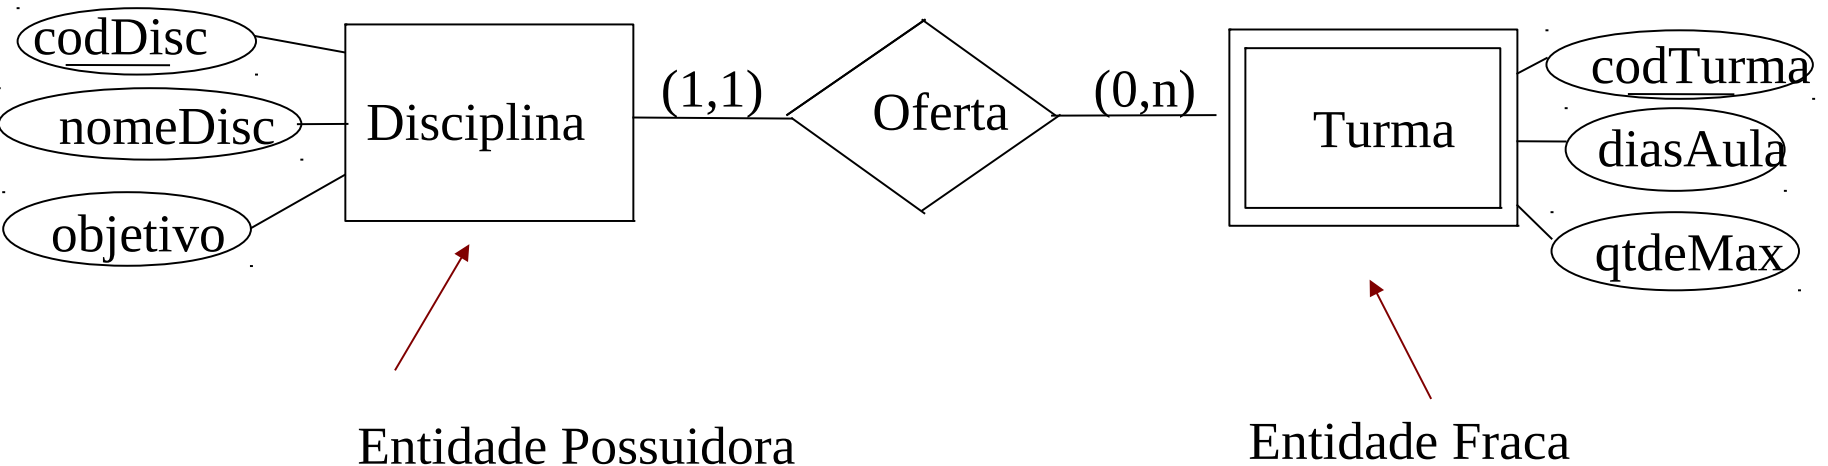 codDisc
nomeDisc
objetivo
Disciplina
(1,1)
Oferta
(0,n)
Turma
codTurma
diasAula
qtdeMax
Entidade Possuidora
Entidade Fraca